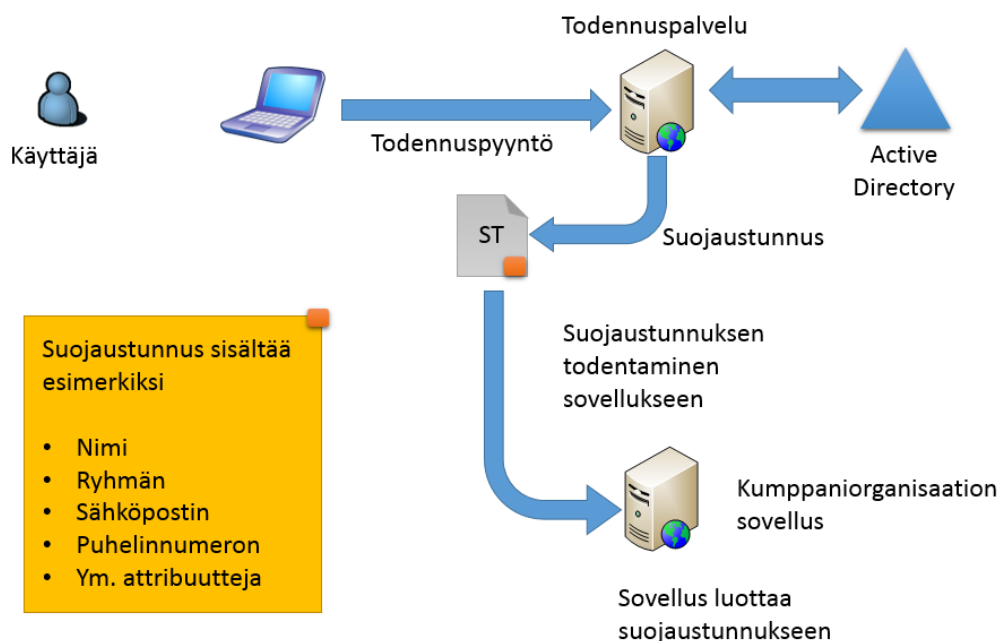 Todennuspalvelu
Käyttäjä
Todennuspyyntö
Active
Directory
ST
Suojaustunnus
Suojaustunnus sisältää
esimerkiksi
• Nimi
• Ryhmän
• Sähköpostin
• Puhelinnumeron
• Ym. attribuutteja
Suojaustunnuksen
todentaminen
sovellukseen
Kumppaniorganisaation
sovellus
Sovellus luottaa
suojaustunnukseen